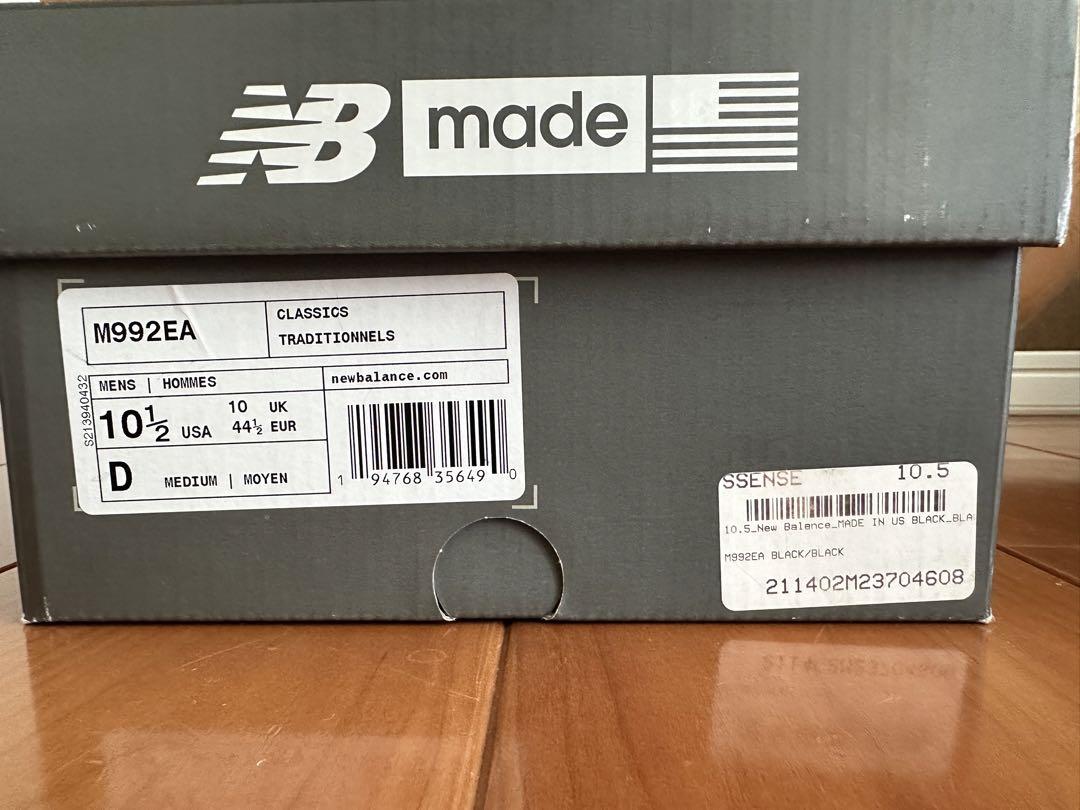 NB made
M992EA
CLASSICS
TRADITIONNELS
MENS | HOMMES
newbalance.com
10½ USA
10 UK
44½ EUR
D MEDIUM | MOYEN
S213940432
1 94768 35649 0
SSENSE 10.5
10.5_New Balance_MADE IN US BLACK_BLA
M992EA BLACK/BLACK
211402M23704608